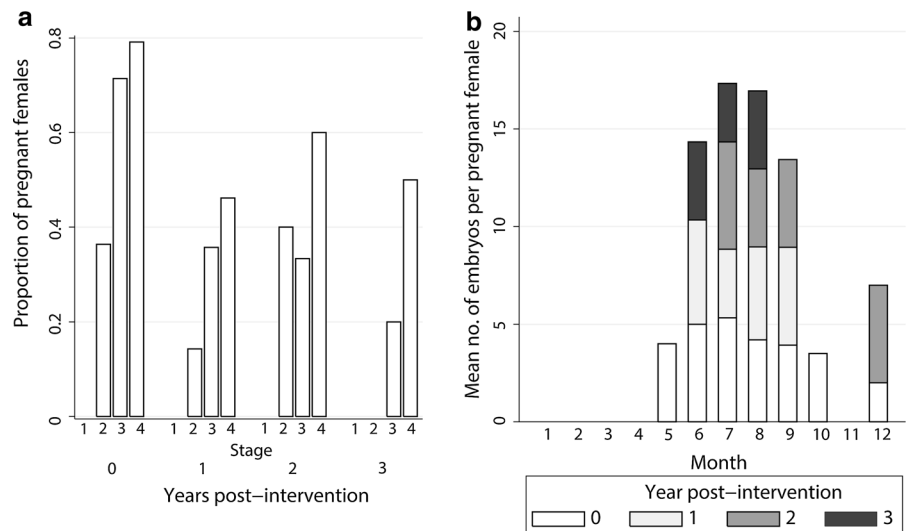 a
Proportion of pregnant females
0.8
0.6
0.4
0.2
0
1 2 3 4 1 2 3 4 1 2 3 4 1 2 3 4
Stage
0 1 2 3
Years post–intervention
b
Mean no. of embryos per pregnant female
20
15
10
5
0
1 2 3 4 5 6 7 8 9 10 11 12
Month
Year post–intervention
0 1 2 3